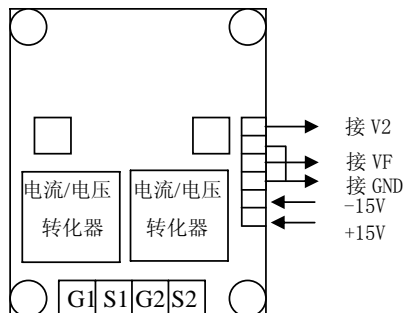 接 V2
接 VF
接 GND
-15V
+15V
电流/电压
转化器
电流/电压
转化器
G1 S1 G2 S2